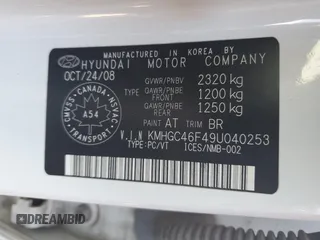 MANUFACTURED IN KOREA BY
HYUNDAI MOTOR COMPANY
OCT/24/08
GVWR/PNBV 2320 kg
TYPE QABE/PNBE FRONT 1200 kg
GAWR/PNBE REAR 1250 kg
CANADA
CMVSS NSVAC
A54
TRANSPORT
PAINT AT TRIM BR
V.I.N KMHGC46F49U040253
TYPE:PC/VT ICES/NMB-002
DREAMBID